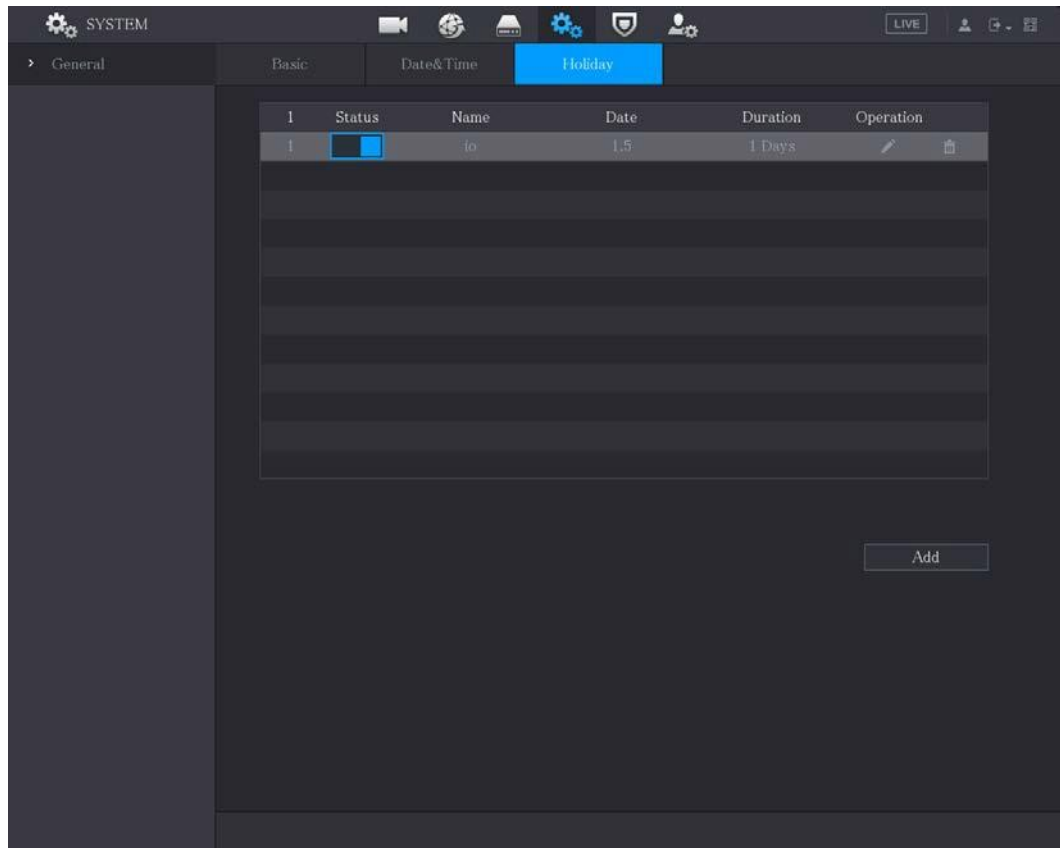 SYSTEM
LIVE
General
Basic Date&Time Holiday
1 Status Name Date Duration Operation
1 io 1.5 1 Days
Add